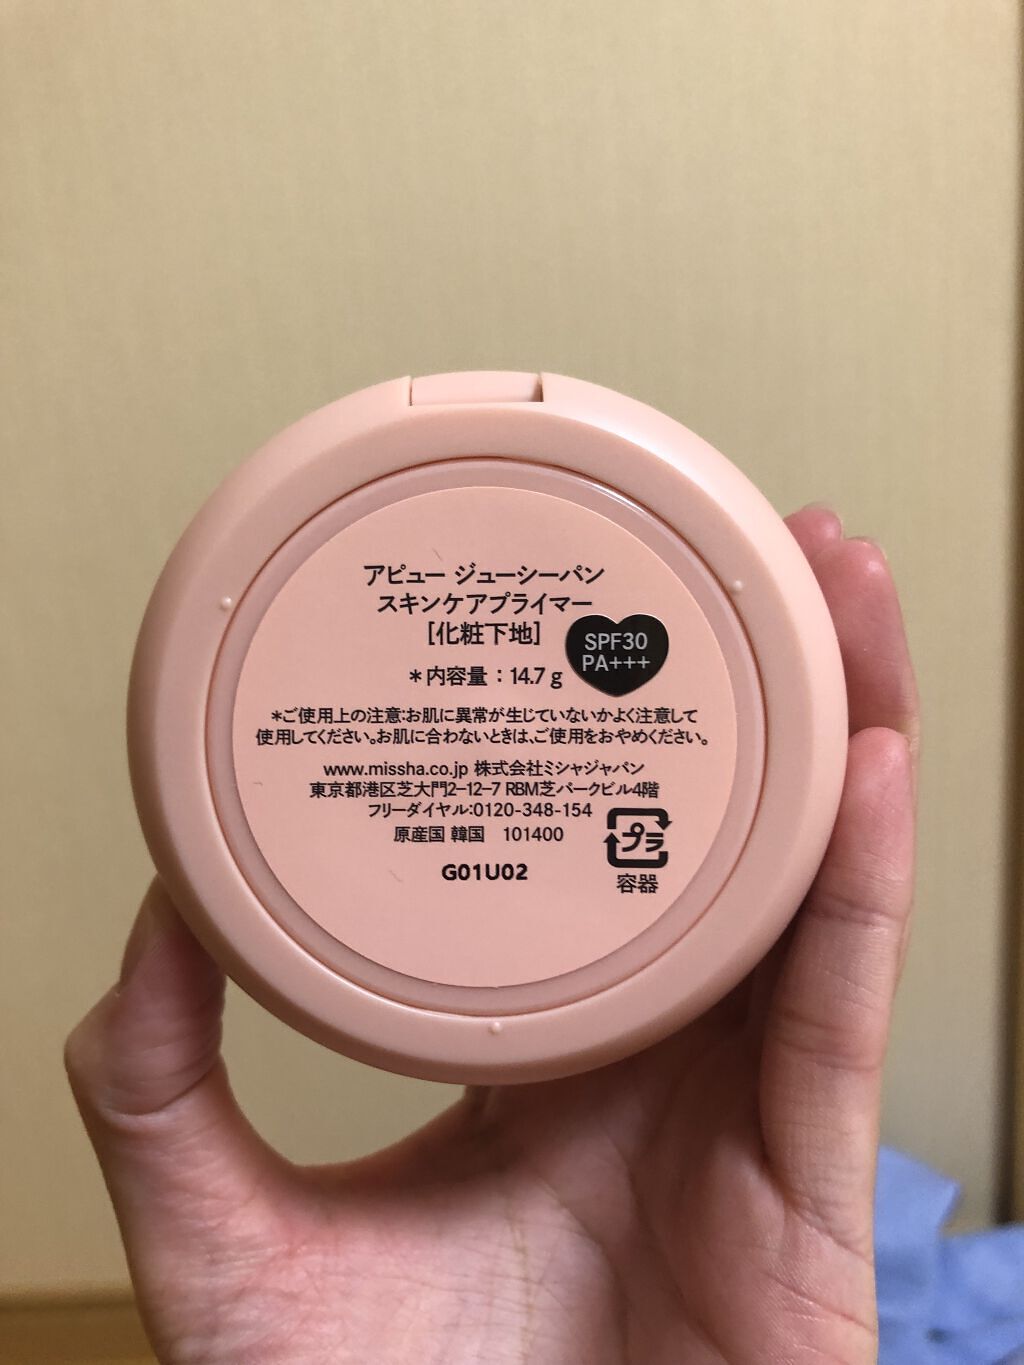 アピュー ジューシーパン
スキンケアプライマー
[化粧下地]
SPF30
PA+++
＊内容量：14.7 g
＊ご使用上の注意:お肌に異常が生じていないかよく注意して
使用してください。お肌に合わないときは、ご使用をおやめください。
www.missha.co.jp 株式会社ミシャジャパン
東京都港区芝大門2-12-7 RBM芝パークビル4階
フリーダイヤル:0120-348-154
原産国 韓国 101400
プラ
容器
G01U02